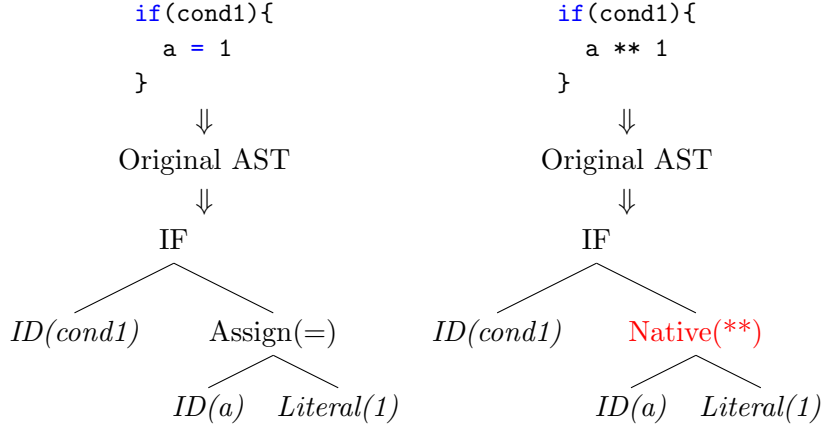 if(cond1){
a = 1
}
⇓
Original AST
⇓
IF
ID(cond1) Assign(=)
ID(a) Literal(1)
if(cond1){
a ** 1
}
⇓
Original AST
⇓
IF
ID(cond1) Native(**)
ID(a) Literal(1)